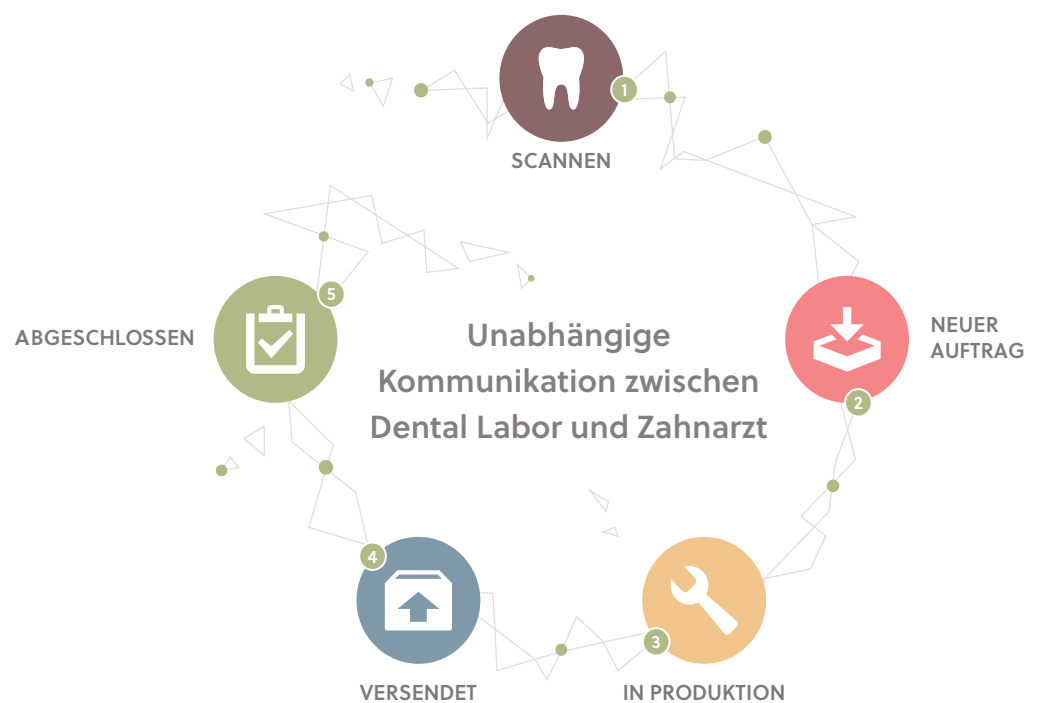 1
SCANNEN
2
NEUER
AUFTRAG
3
IN PRODUKTION
4
VERSENDET
5
ABGESCHLOSSEN
Unabhängige
Kommunikation zwischen
Dental Labor und Zahnarzt